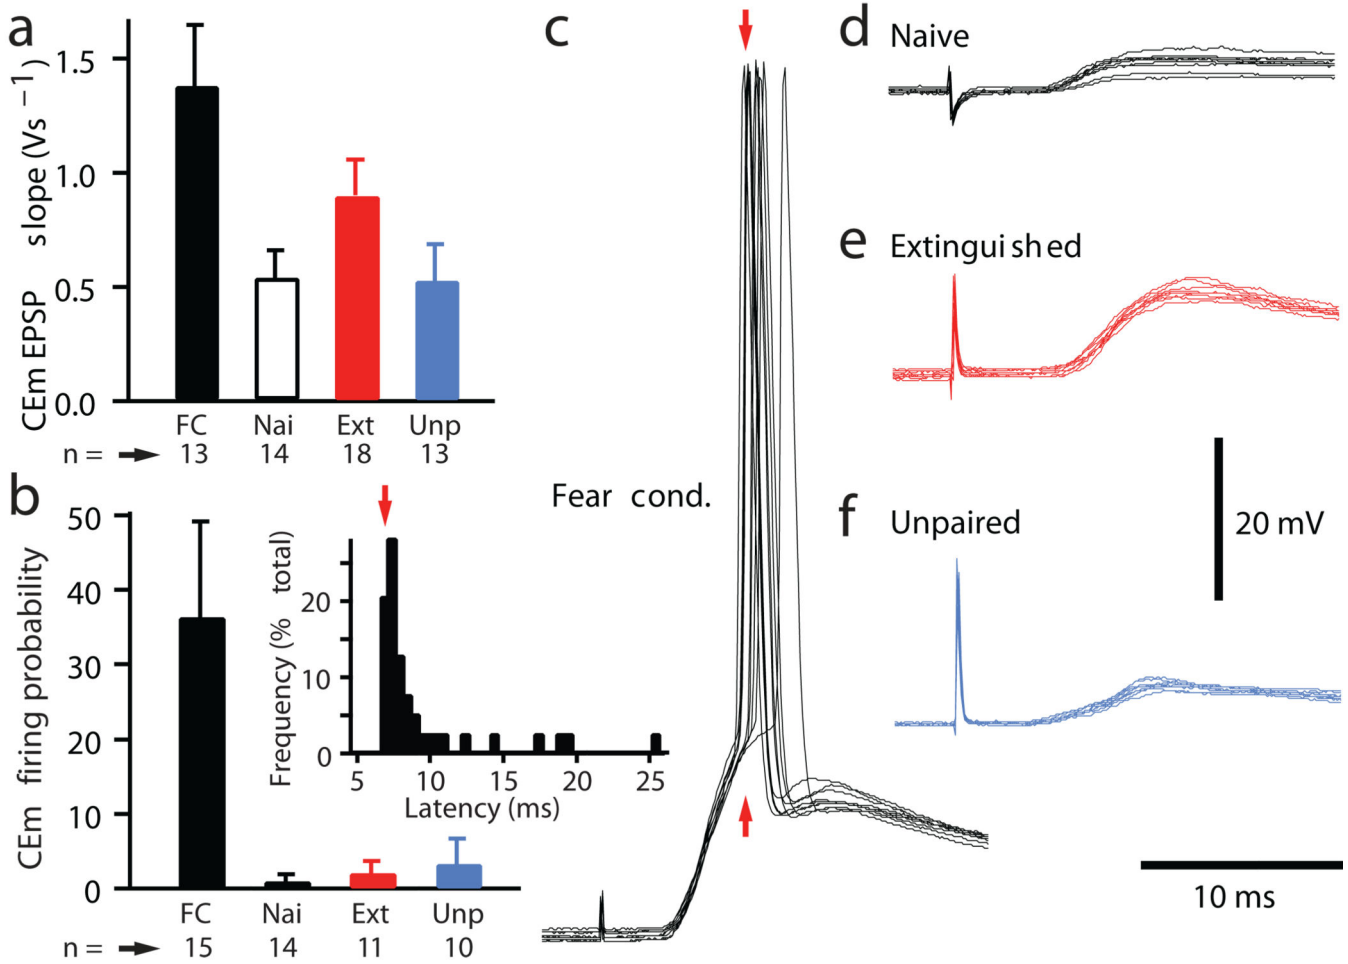 a
CEm EPSP slope (Vs −1)
1.5
1.0
0.5
0.0
FC Nai Ext Unp
n = 13 14 18 13
b
CEm firing probability
50
40
30
20
10
0
FC Nai Ext Unp
n = 15 14 11 10
Frequency (% total)
20
10
0
5 10 15 20 25
Latency (ms)
c
Fear cond.
d Naive
e Extinguished
f Unpaired
20 mV
10 ms